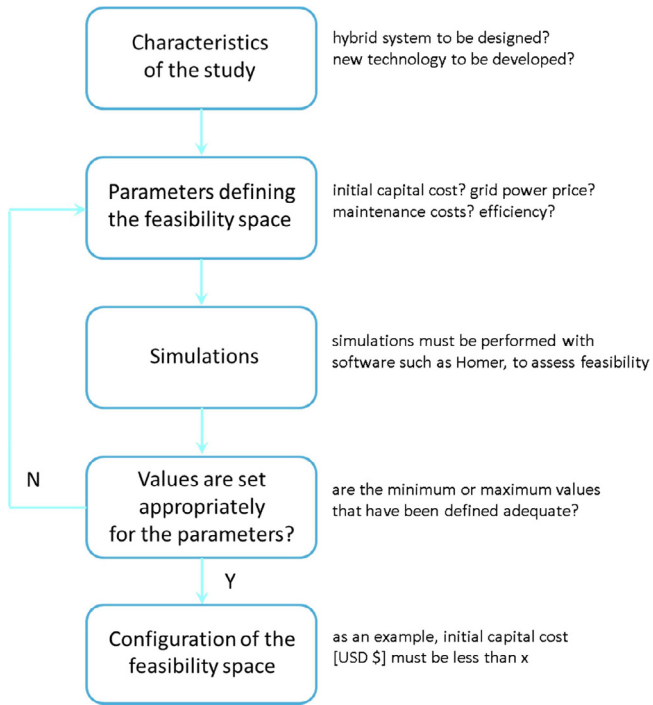 Characteristics
of the study
hybrid system to be designed?
new technology to be developed?
Parameters defining
the feasibility space
initial capital cost? grid power price?
maintenance costs? efficiency?
Simulations
simulations must be performed with
software such as Homer, to assess feasibility
N
Values are set
appropriately
for the parameters?
are the minimum or maximum values
that have been defined adequate?
Y
Configuration of the
feasibility space
as an example, initial capital cost
[USD $] must be less than x